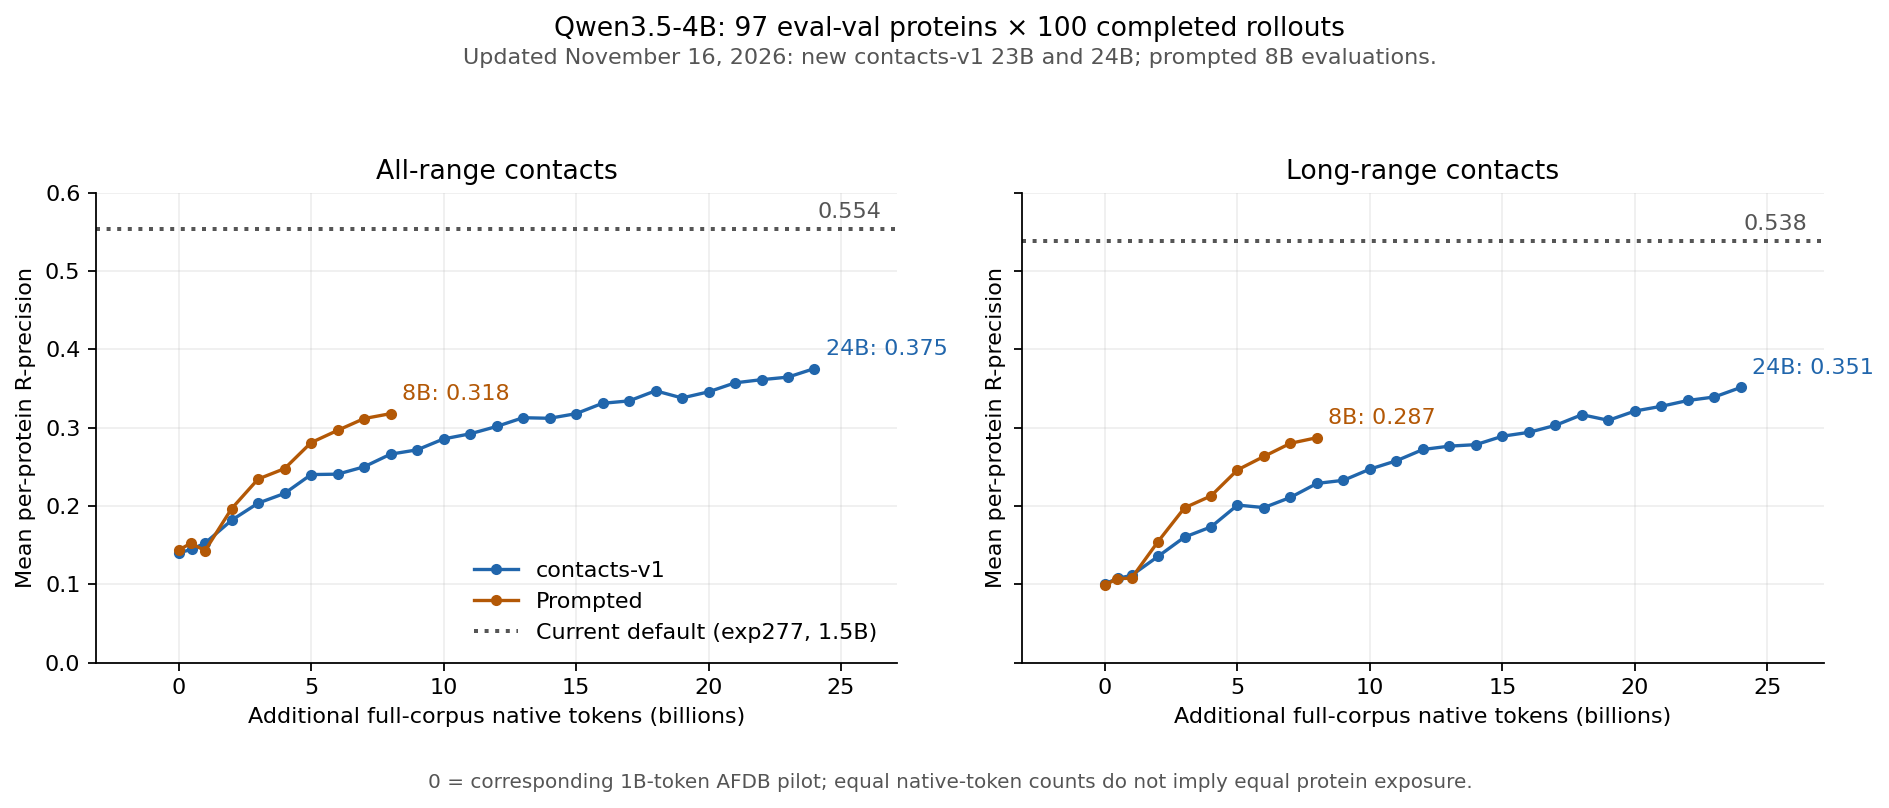 Qwen3.5-4B: 97 eval-val proteins × 100 completed rollouts
Updated November 16, 2026: new contacts-v1 23B and 24B; prompted 8B evaluations.
All-range contacts
Mean per-protein R-precision
0.6
0.5
0.4
0.3
0.2
0.1
0.0
0.554
24B: 0.375
8B: 0.318
contacts-v1
Prompted
Current default (exp277, 1.5B)
0 5 10 15 20 25
Additional full-corpus native tokens (billions)
Long-range contacts
Mean per-protein R-precision
0.538
24B: 0.351
8B: 0.287
0 5 10 15 20 25
Additional full-corpus native tokens (billions)
0 = corresponding 1B-token AFDB pilot; equal native-token counts do not imply equal protein exposure.